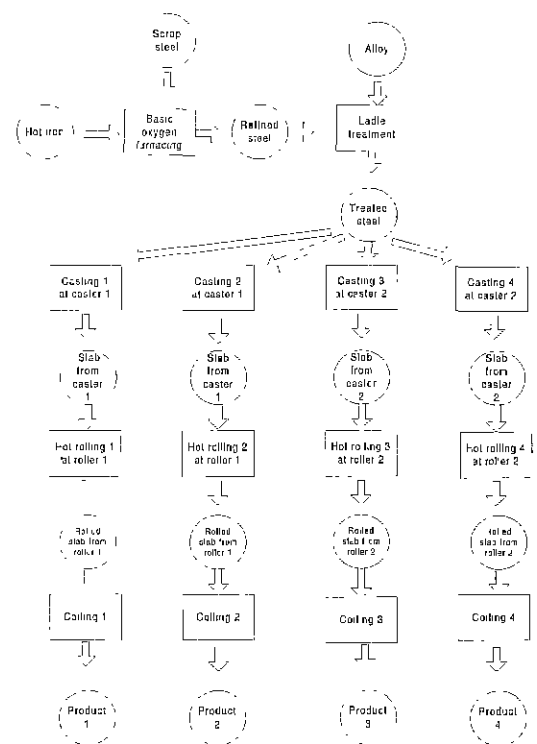 Scrap
steel
Alloy
Hot iron
Basic
oxygen
furnacing
Refined
steel
Ladle
treatment
Treated
steel
Casting 1
at caster 1
Casting 2
at caster 1
Casting 3
at caster 2
Casting 4
at caster 2
Slab
from
caster
1
Slab
from
caster
1
Slab
from
caster
2
Slab
from
caster
2
Hot rolling 1
at roller 1
Hot rolling 2
at roller 1
Hot rolling 3
at roller 2
Hot rolling 4
at roller 2
Rolled
slab from
roller 1
Rolled
slab from
roller 1
Rolled
slab from
roller 2
Rolled
slab from
roller 2
Coiling 1
Coiling 2
Coiling 3
Coiling 4
Product
1
Product
2
Product
3
Product
4